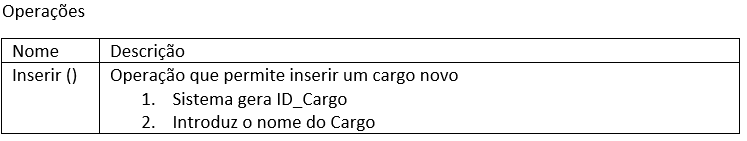 Operações
Nome Descrição
Inserir () Operação que permite inserir um cargo novo
1. Sistema gera ID_Cargo
2. Introduz o nome do Cargo